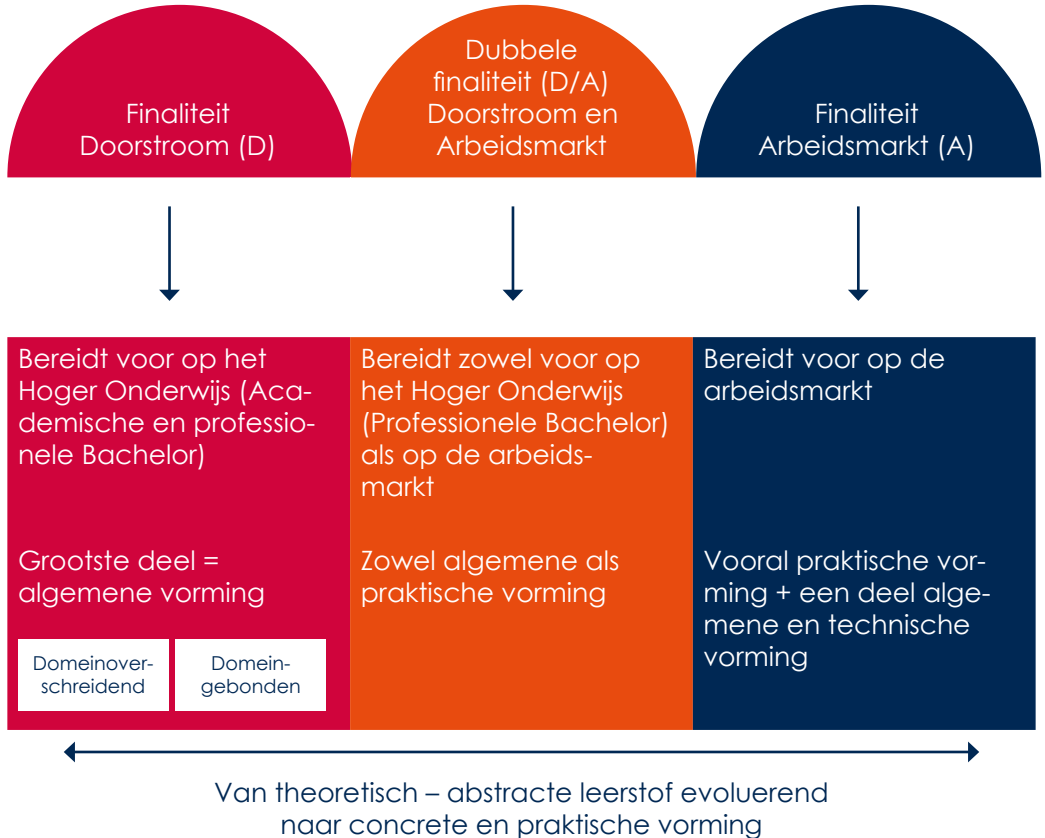 Finaliteit
Doorstroom (D)
Dubbele
finaliteit (D/A)
Doorstroom en
Arbeidsmarkt
Finaliteit
Arbeidsmarkt (A)
Bereidt voor op het
Hoger Onderwijs (Aca-
demische en professio-
nele Bachelor)
Grootste deel =
algemene vorming
Domeinover-
schreidend
Domein-
gebonden
Bereidt zowel voor op
het Hoger Onderwijs
(Professionele Bachelor)
als op de arbeids-
markt
Zowel algemene als
praktische vorming
Bereidt voor op de
arbeidsmarkt
Vooral praktische vor-
ming + een deel alge-
mene en technische
vorming
Van theoretisch – abstracte leerstof evoluerend
naar concrete en praktische vorming